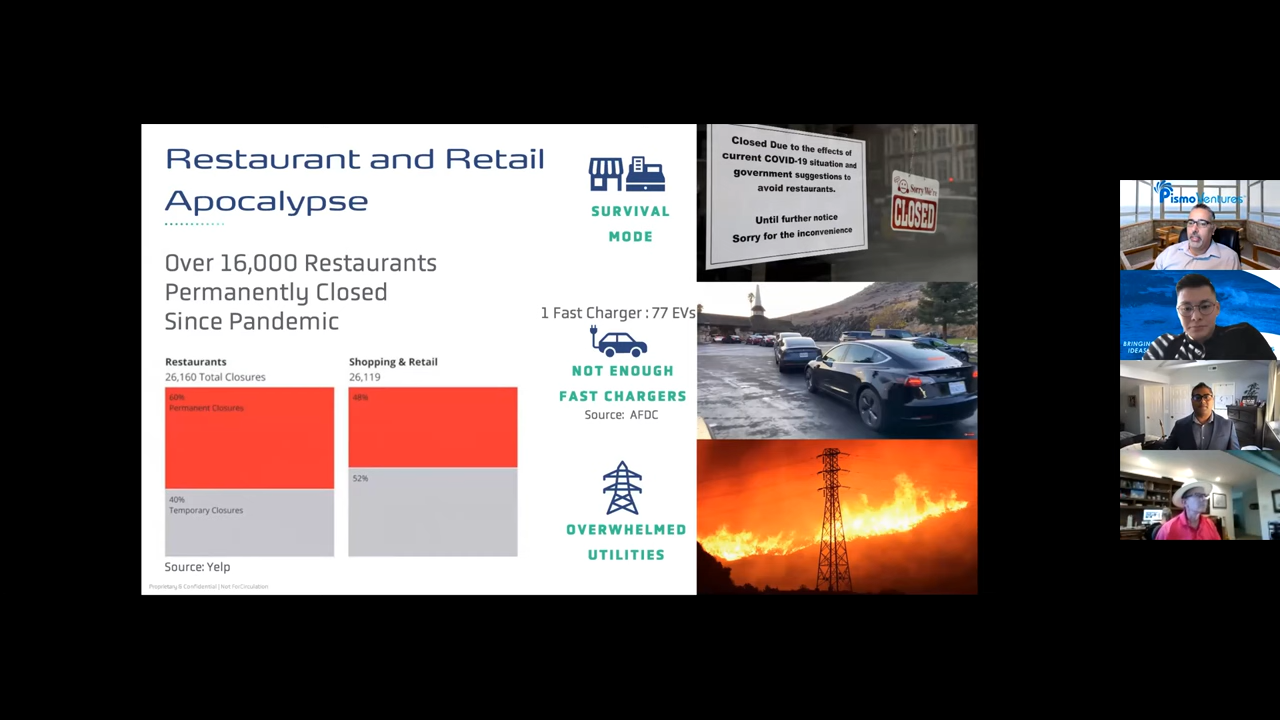 Restaurant and Retail
Apocalypse
Over 16,000 Restaurants
Permanently Closed
Since Pandemic
Restaurants
26,160 Total Closures
60%
Permanent Closures
40%
Temporary Closures
Shopping & Retail
26,119
48%
52%
Source: Yelp
Proprietary & Confidential | Not For Circulation
SURVIVAL
MODE
1 Fast Charger : 77 EVs
NOT ENOUGH
FAST CHARGERS
Source: AFDC
OVERWHELMED
UTILITIES
Closed Due to the effects of
current COVID-19 situation and
government suggestions to
avoid restaurants.
Until further notice
Sorry for the inconvenience
Sorry We're
CLOSED
PismoVentures
BRINGING
IDEAS